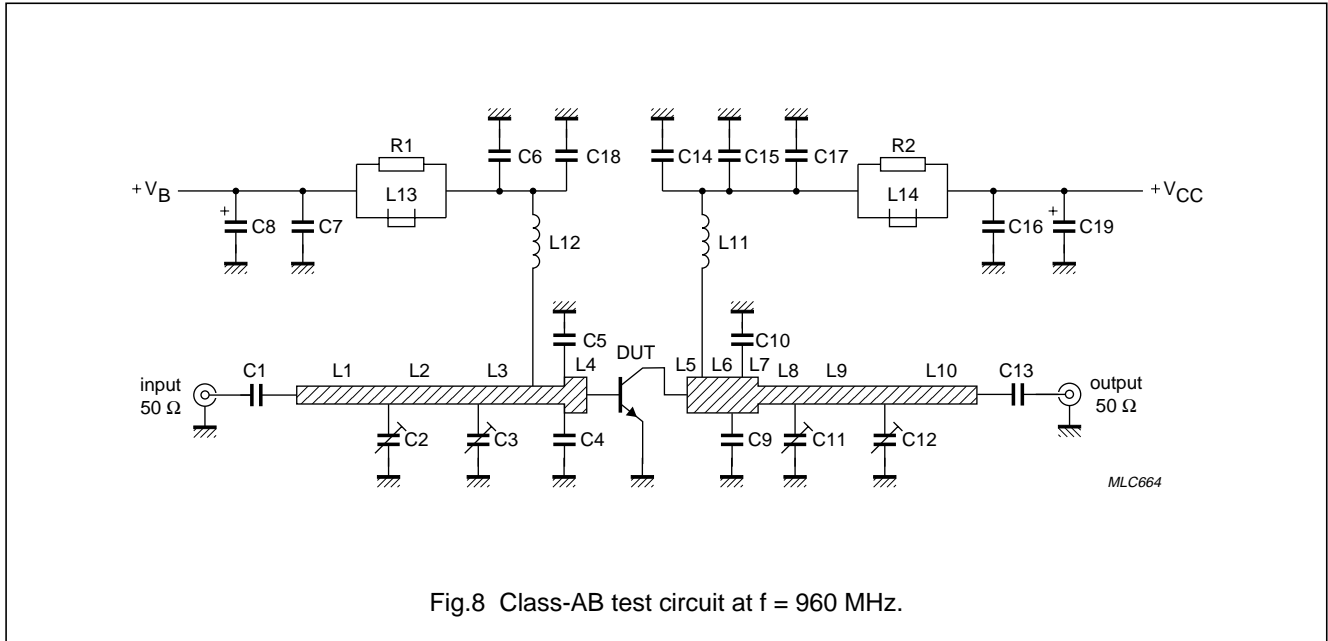 R1
C6
C18
C14
C15
C17
R2
+VB
L13
L14
+VCC
+
C8
C7
L12
L11
C16
+
C19
C5
C10
DUT
input
50 Ω
C1
L1
L2
L3
L4
L5
L6
L7
L8
L9
L10
C13
output
50 Ω
C2
C3
C4
C9
C11
C12
MLC664
Fig.8 Class-AB test circuit at f = 960 MHz.